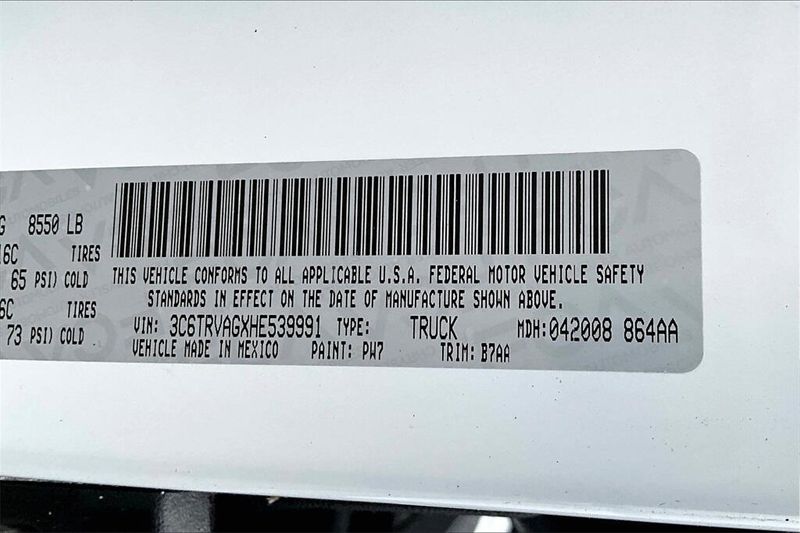 G 8550 LB
16C TIRES
65 PSI) COLD
6C TIRES
73 PSI) COLD
THIS VEHICLE CONFORMS TO ALL APPLICABLE U.S.A. FEDERAL MOTOR VEHICLE SAFETY
STANDARDS IN EFFECT ON THE DATE OF MANUFACTURE SHOWN ABOVE.
VIN: 3C6TRVAGXHE539991 TYPE: TRUCK MDH:042008 864AA
VEHICLE MADE IN MEXICO PAINT: PW7 TRIM: B7AA